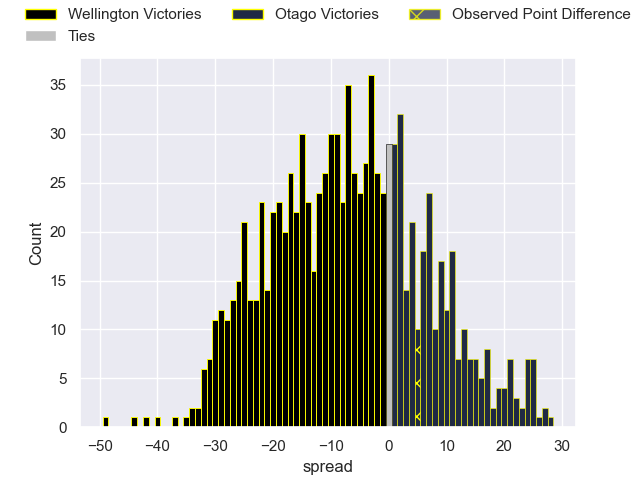 Wellington Victories
Otago Victories
Observed Point Difference
Ties
35
30
25
20
15
10
5
0
Count
−50
−40
−30
−20
−10
0
10
20
30
spread